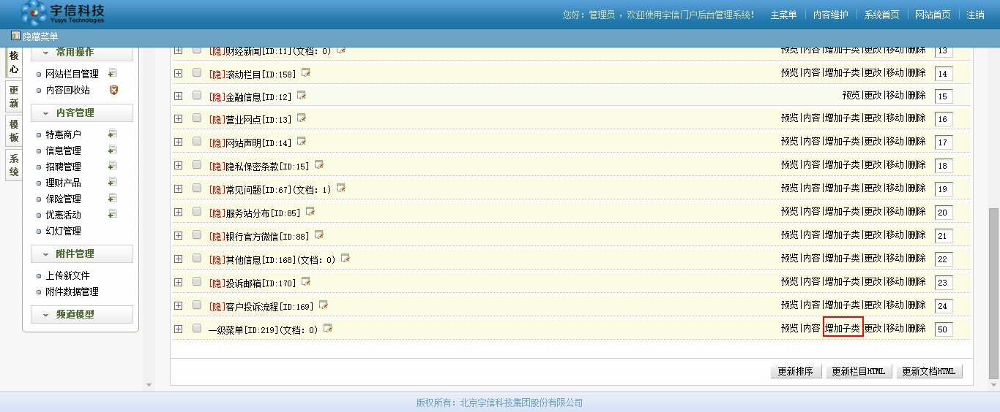 宇信科技
Yusys Technologies
您好：管理员 ，欢迎使用宇信门户后台管理系统！ 主菜单 内容维护 系统首页 网站首页 注销
隐藏菜单
核心
更新
模板
系统
常用操作
网站栏目管理
内容回收站
内容管理
特惠商户
信息管理
招聘管理
理财产品
保险管理
优惠活动
幻灯管理
附件管理
上传新文件
附件数据管理
频道模型
[隐]财经新闻[ID:11](文档：0) 预览|内容|增加子类|更改|移动|删除 13
[隐]滚动栏目[ID:158] 预览|内容|增加子类|更改|移动|删除 14
[隐]金融信息[ID:12] 预览|更改|移动|删除 15
[隐]营业网点[ID:13] 预览|内容|增加子类|更改|移动|删除 16
[隐]网站声明[ID:14] 预览|内容|增加子类|更改|移动|删除 17
[隐]隐私保密条款[ID:15] 预览|内容|增加子类|更改|移动|删除 18
[隐]常见问题[ID:67](文档：1) 预览|内容|增加子类|更改|移动|删除 19
[隐]服务站分布[ID:85] 预览|内容|增加子类|更改|移动|删除 20
[隐]银行官方微信[ID:88] 预览|内容|增加子类|更改|移动|删除 21
[隐]其他信息[ID:168](文档：0) 预览|内容|增加子类|更改|移动|删除 22
[隐]投诉邮箱[ID:170] 预览|内容|增加子类|更改|移动|删除 23
[隐]客户投诉流程[ID:169] 预览|内容|增加子类|更改|移动|删除 24
一级菜单[ID:219](文档：0) 预览|内容|增加子类|更改|移动|删除 50
更新排序 更新栏目HTML 更新文档HTML
版权所有：北京宇信科技集团股份有限公司